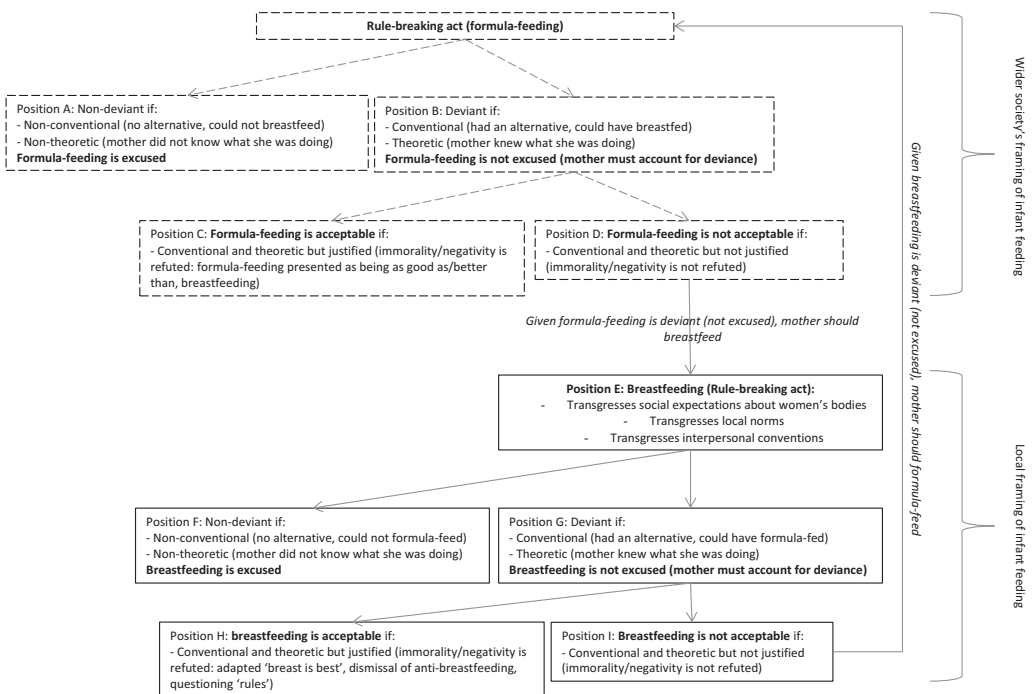 Rule-breaking act (formula-feeding)
Position A: Non-deviant if:
- Non-conventional (no alternative, could not breastfeed)
- Non-theoretic (mother did not know what she was doing)
Formula-feeding is excused
Position B: Deviant if:
- Conventional (had an alternative, could have breastfed)
- Theoretic (mother knew what she was doing)
Formula-feeding is not excused (mother must account for deviance)
Position C: Formula-feeding is acceptable if:
- Conventional and theoretic but justified (immorality/negativity is
refuted: formula-feeding presented as being as good as/better
than, breastfeeding)
Position D: Formula-feeding is not acceptable if:
- Conventional and theoretic but not justified
(immorality/negativity is not refuted)
Given formula-feeding is deviant (not excused), mother should
breastfeed
Position E: Breastfeeding (Rule-breaking act):
- Transgresses social expectations about women's bodies
- Transgresses local norms
- Transgresses interpersonal conventions
Position F: Non-deviant if:
- Non-conventional (no alternative, could not formula-feed)
- Non-theoretic (mother did not know what she was doing)
Breastfeeding is excused
Position G: Deviant if:
- Conventional (had an alternative, could have formula-fed)
- Theoretic (mother knew what she was doing)
Breastfeeding is not excused (mother must account for deviance)
Position H: breastfeeding is acceptable if:
- Conventional and theoretic but justified (immorality/negativity is
refuted: adapted 'breast is best', dismissal of anti-breastfeeding,
questioning 'rules')
Position I: Breastfeeding is not acceptable if:
- Conventional and theoretic but not justified
(immorality/negativity is not refuted)
Given breastfeeding is deviant (not excused), mother should formula-feed
Wider society's framing of infant feeding
Local framing of infant feeding